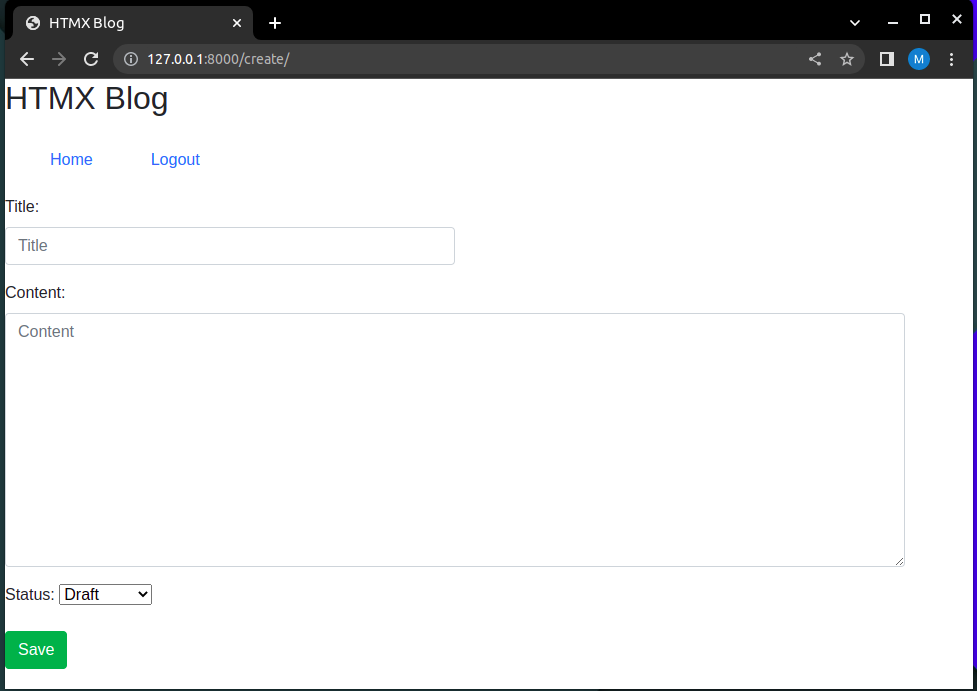 HTMX Blog
127.0.0.1:8000/create/
M
HTMX Blog
Home Logout
Title:
Title
Content:
Content
Status: Draft
Save